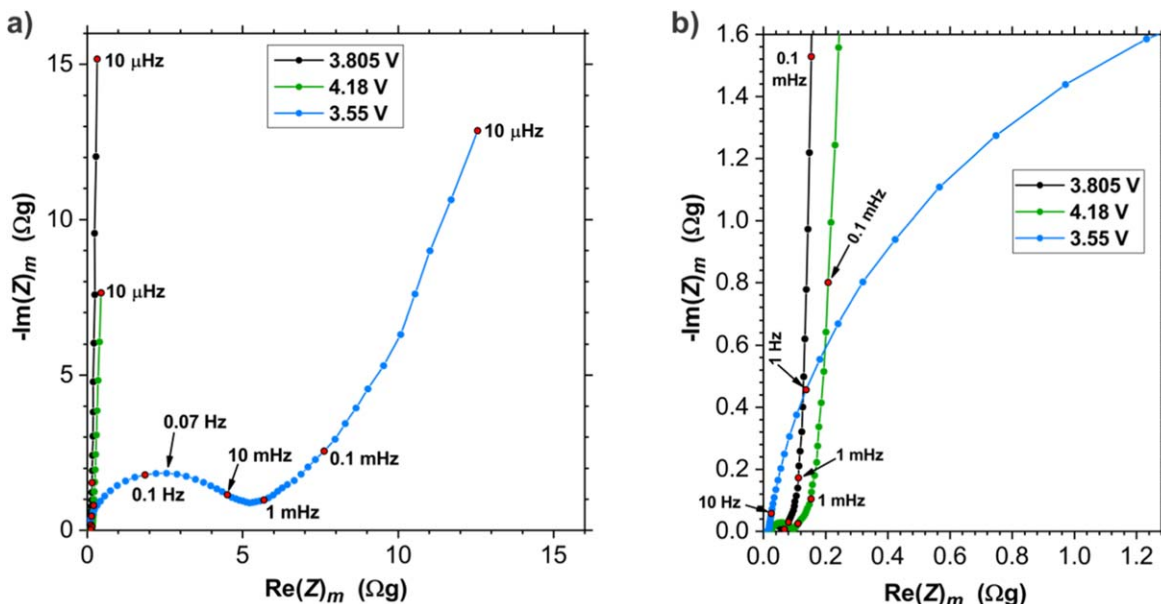 a)
-Im(Z)m (Ωg)
15
10
5
0
0 5 10 15
Re(Z)m (Ωg)
3.805 V
4.18 V
3.55 V
10 μHz
10 μHz
10 μHz
0.07 Hz
0.1 Hz
10 mHz
1 mHz
0.1 mHz
b)
-Im(Z)m (Ωg)
1.6
1.4
1.2
1.0
0.8
0.6
0.4
0.2
0.0
0.0 0.2 0.4 0.6 0.8 1.0 1.2
Re(Z)m (Ωg)
0.1
mHz
0.1 mHz
3.805 V
4.18 V
3.55 V
1 Hz
1 mHz
10 Hz
1 mHz